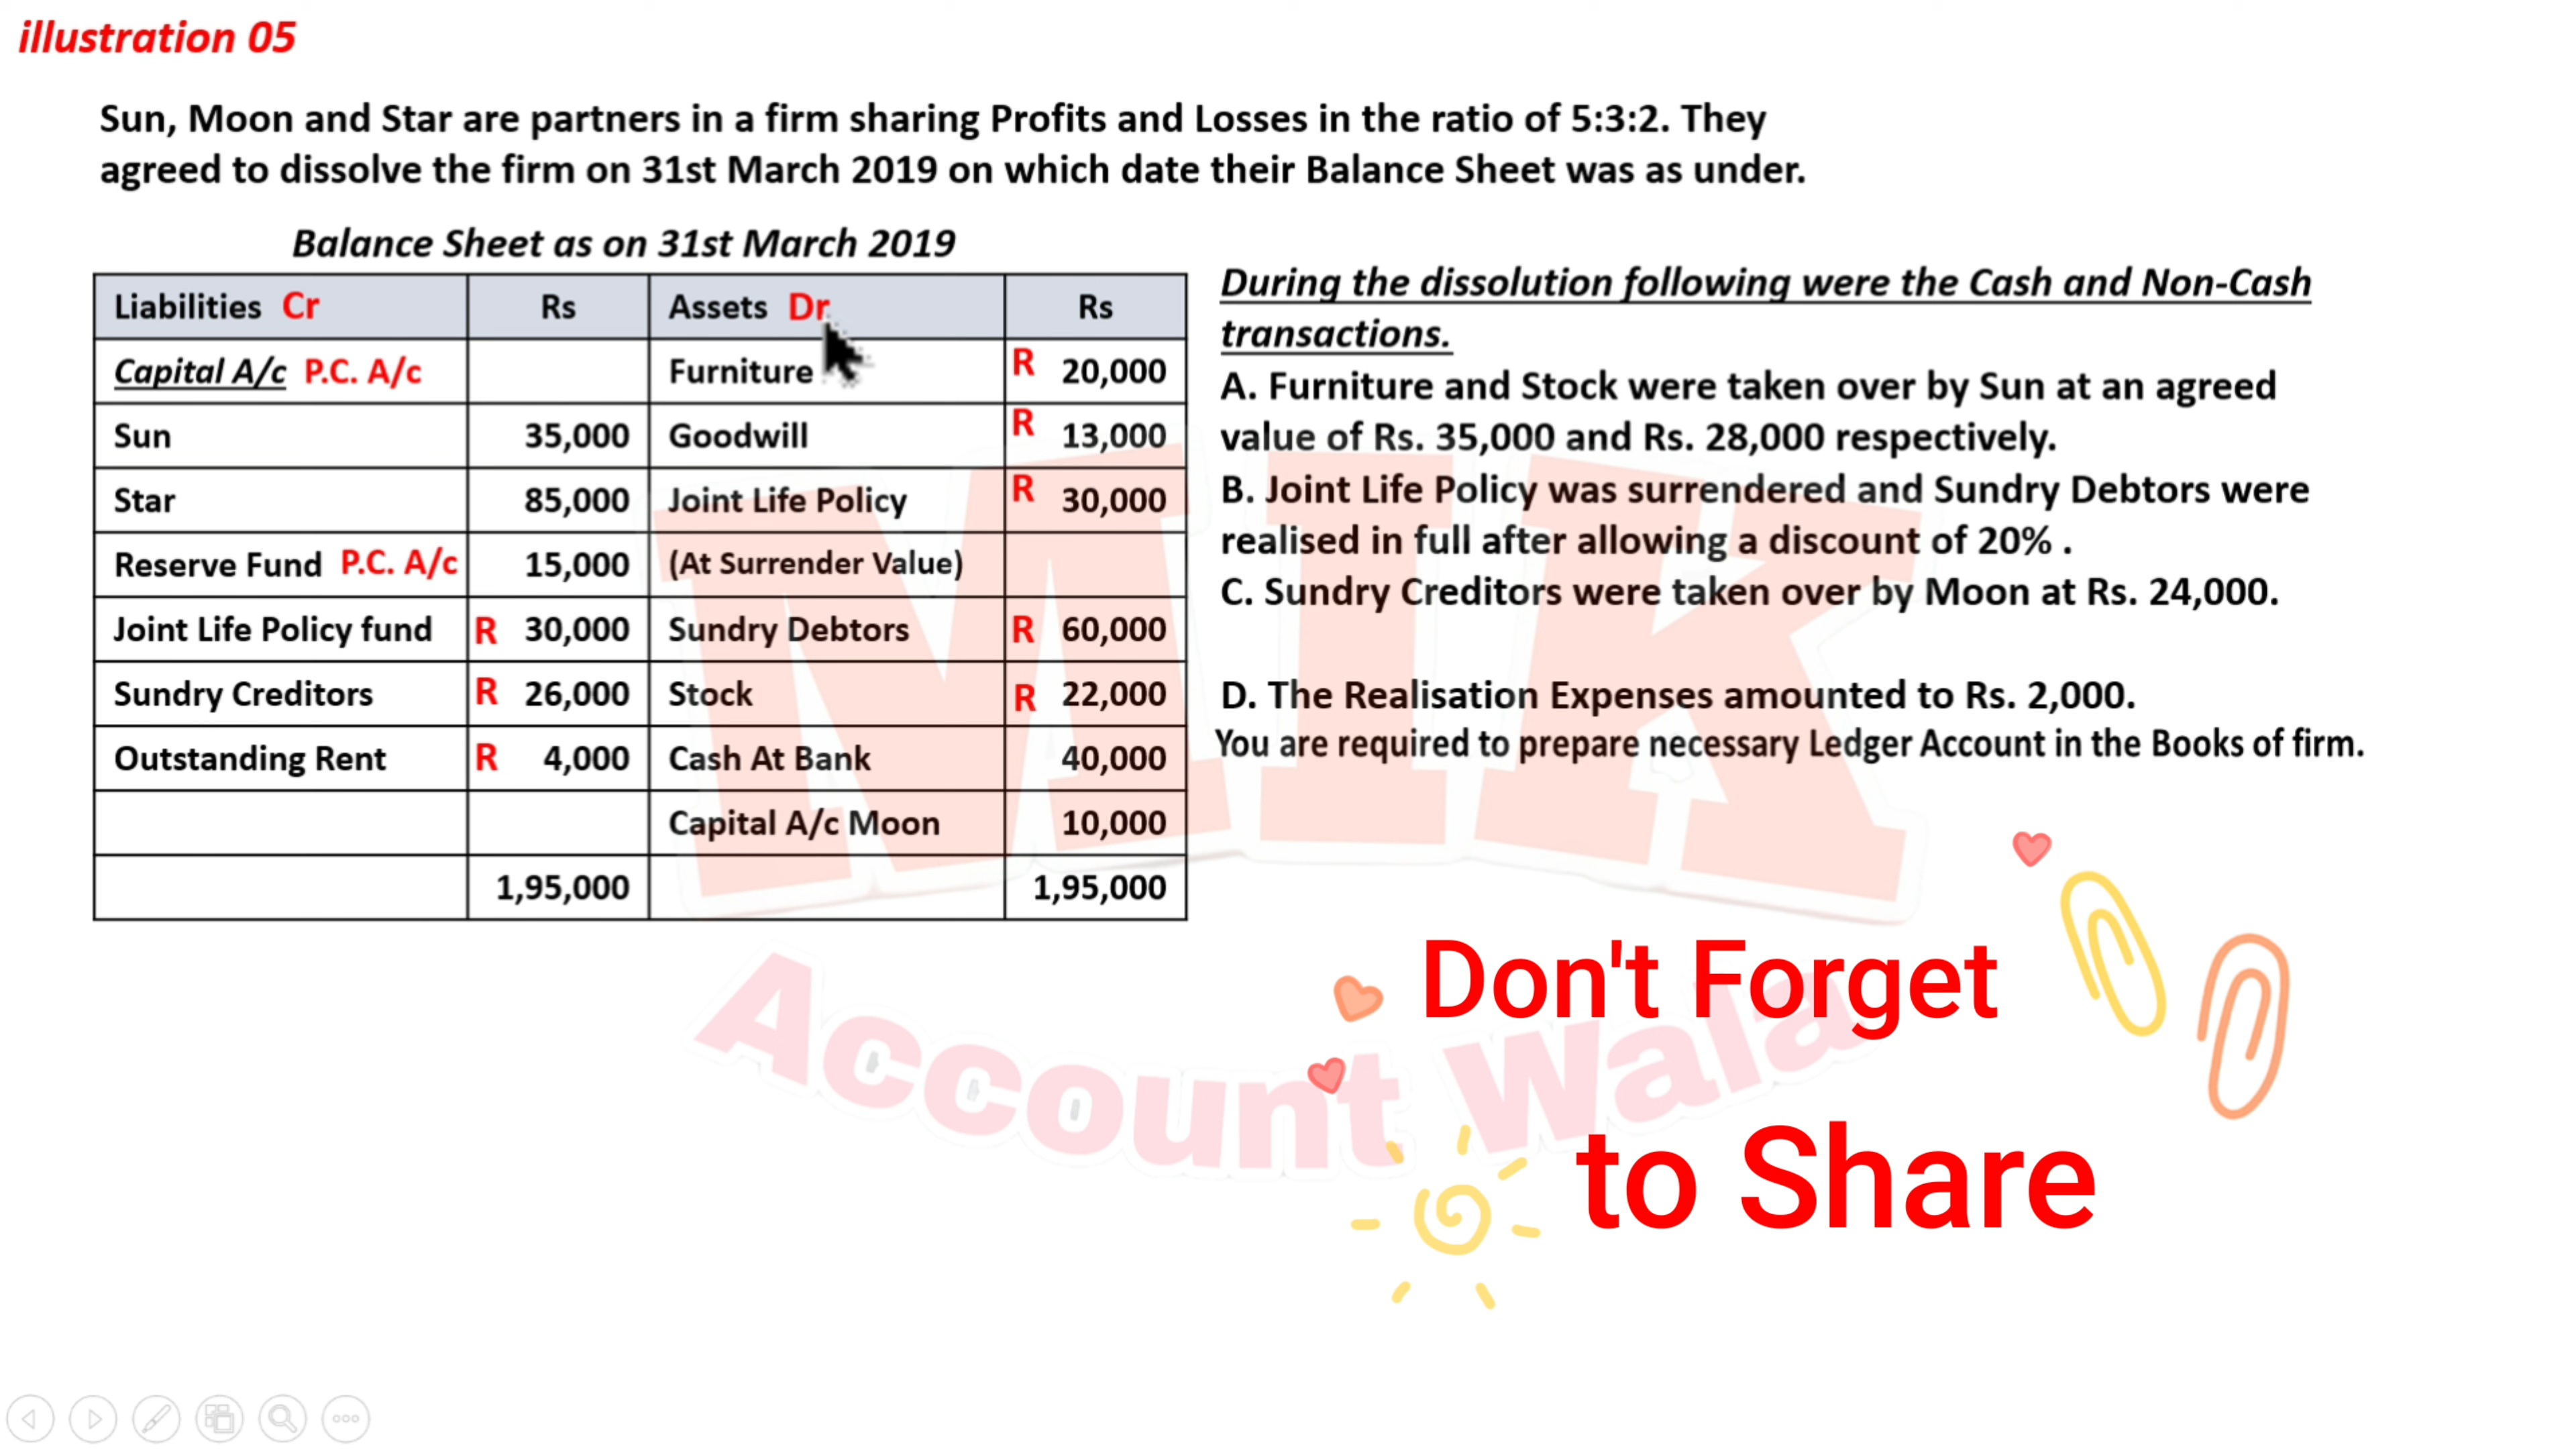 illustration 05
Sun, Moon and Star are partners in a firm sharing Profits and Losses in the ratio of 5:3:2. They
agreed to dissolve the firm on 31st March 2019 on which date their Balance Sheet was as under.
Balance Sheet as on 31st March 2019
Liabilities Cr Rs Assets Dr Rs
Capital A/c P.C. A/c Furniture R 20,000
Sun 35,000 Goodwill R 13,000
Star 85,000 Joint Life Policy R 30,000
Reserve Fund P.C. A/c 15,000 (At Surrender Value)
Joint Life Policy fund R 30,000 Sundry Debtors R 60,000
Sundry Creditors R 26,000 Stock R 22,000
Outstanding Rent R 4,000 Cash At Bank 40,000
Capital A/c Moon 10,000
1,95,000 1,95,000
During the dissolution following were the Cash and Non-Cash
transactions.
A. Furniture and Stock were taken over by Sun at an agreed
value of Rs. 35,000 and Rs. 28,000 respectively.
B. Joint Life Policy was surrendered and Sundry Debtors were
realised in full after allowing a discount of 20% .
C. Sundry Creditors were taken over by Moon at Rs. 24,000.
D. The Realisation Expenses amounted to Rs. 2,000.
You are required to prepare necessary Ledger Account in the Books of firm.
MIK
Account Wala
Don't Forget
to Share